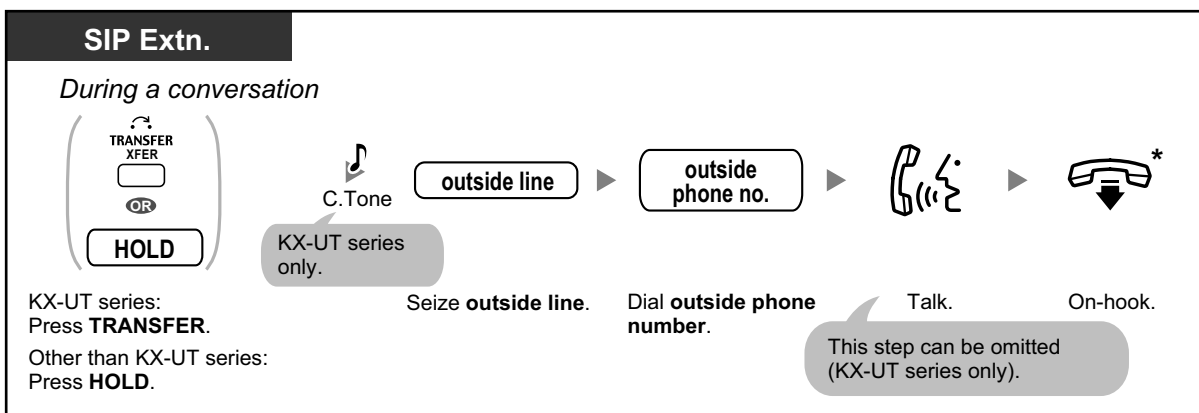 SIP Extn.
During a conversation
TRANSFER
XFER
OR
HOLD
C.Tone
KX-UT series
only.
outside line
outside
phone no.
*
KX-UT series:
Press TRANSFER.
Other than KX-UT series:
Press HOLD.
Seize outside line.
Dial outside phone
number.
Talk.
This step can be omitted
(KX-UT series only).
On-hook.